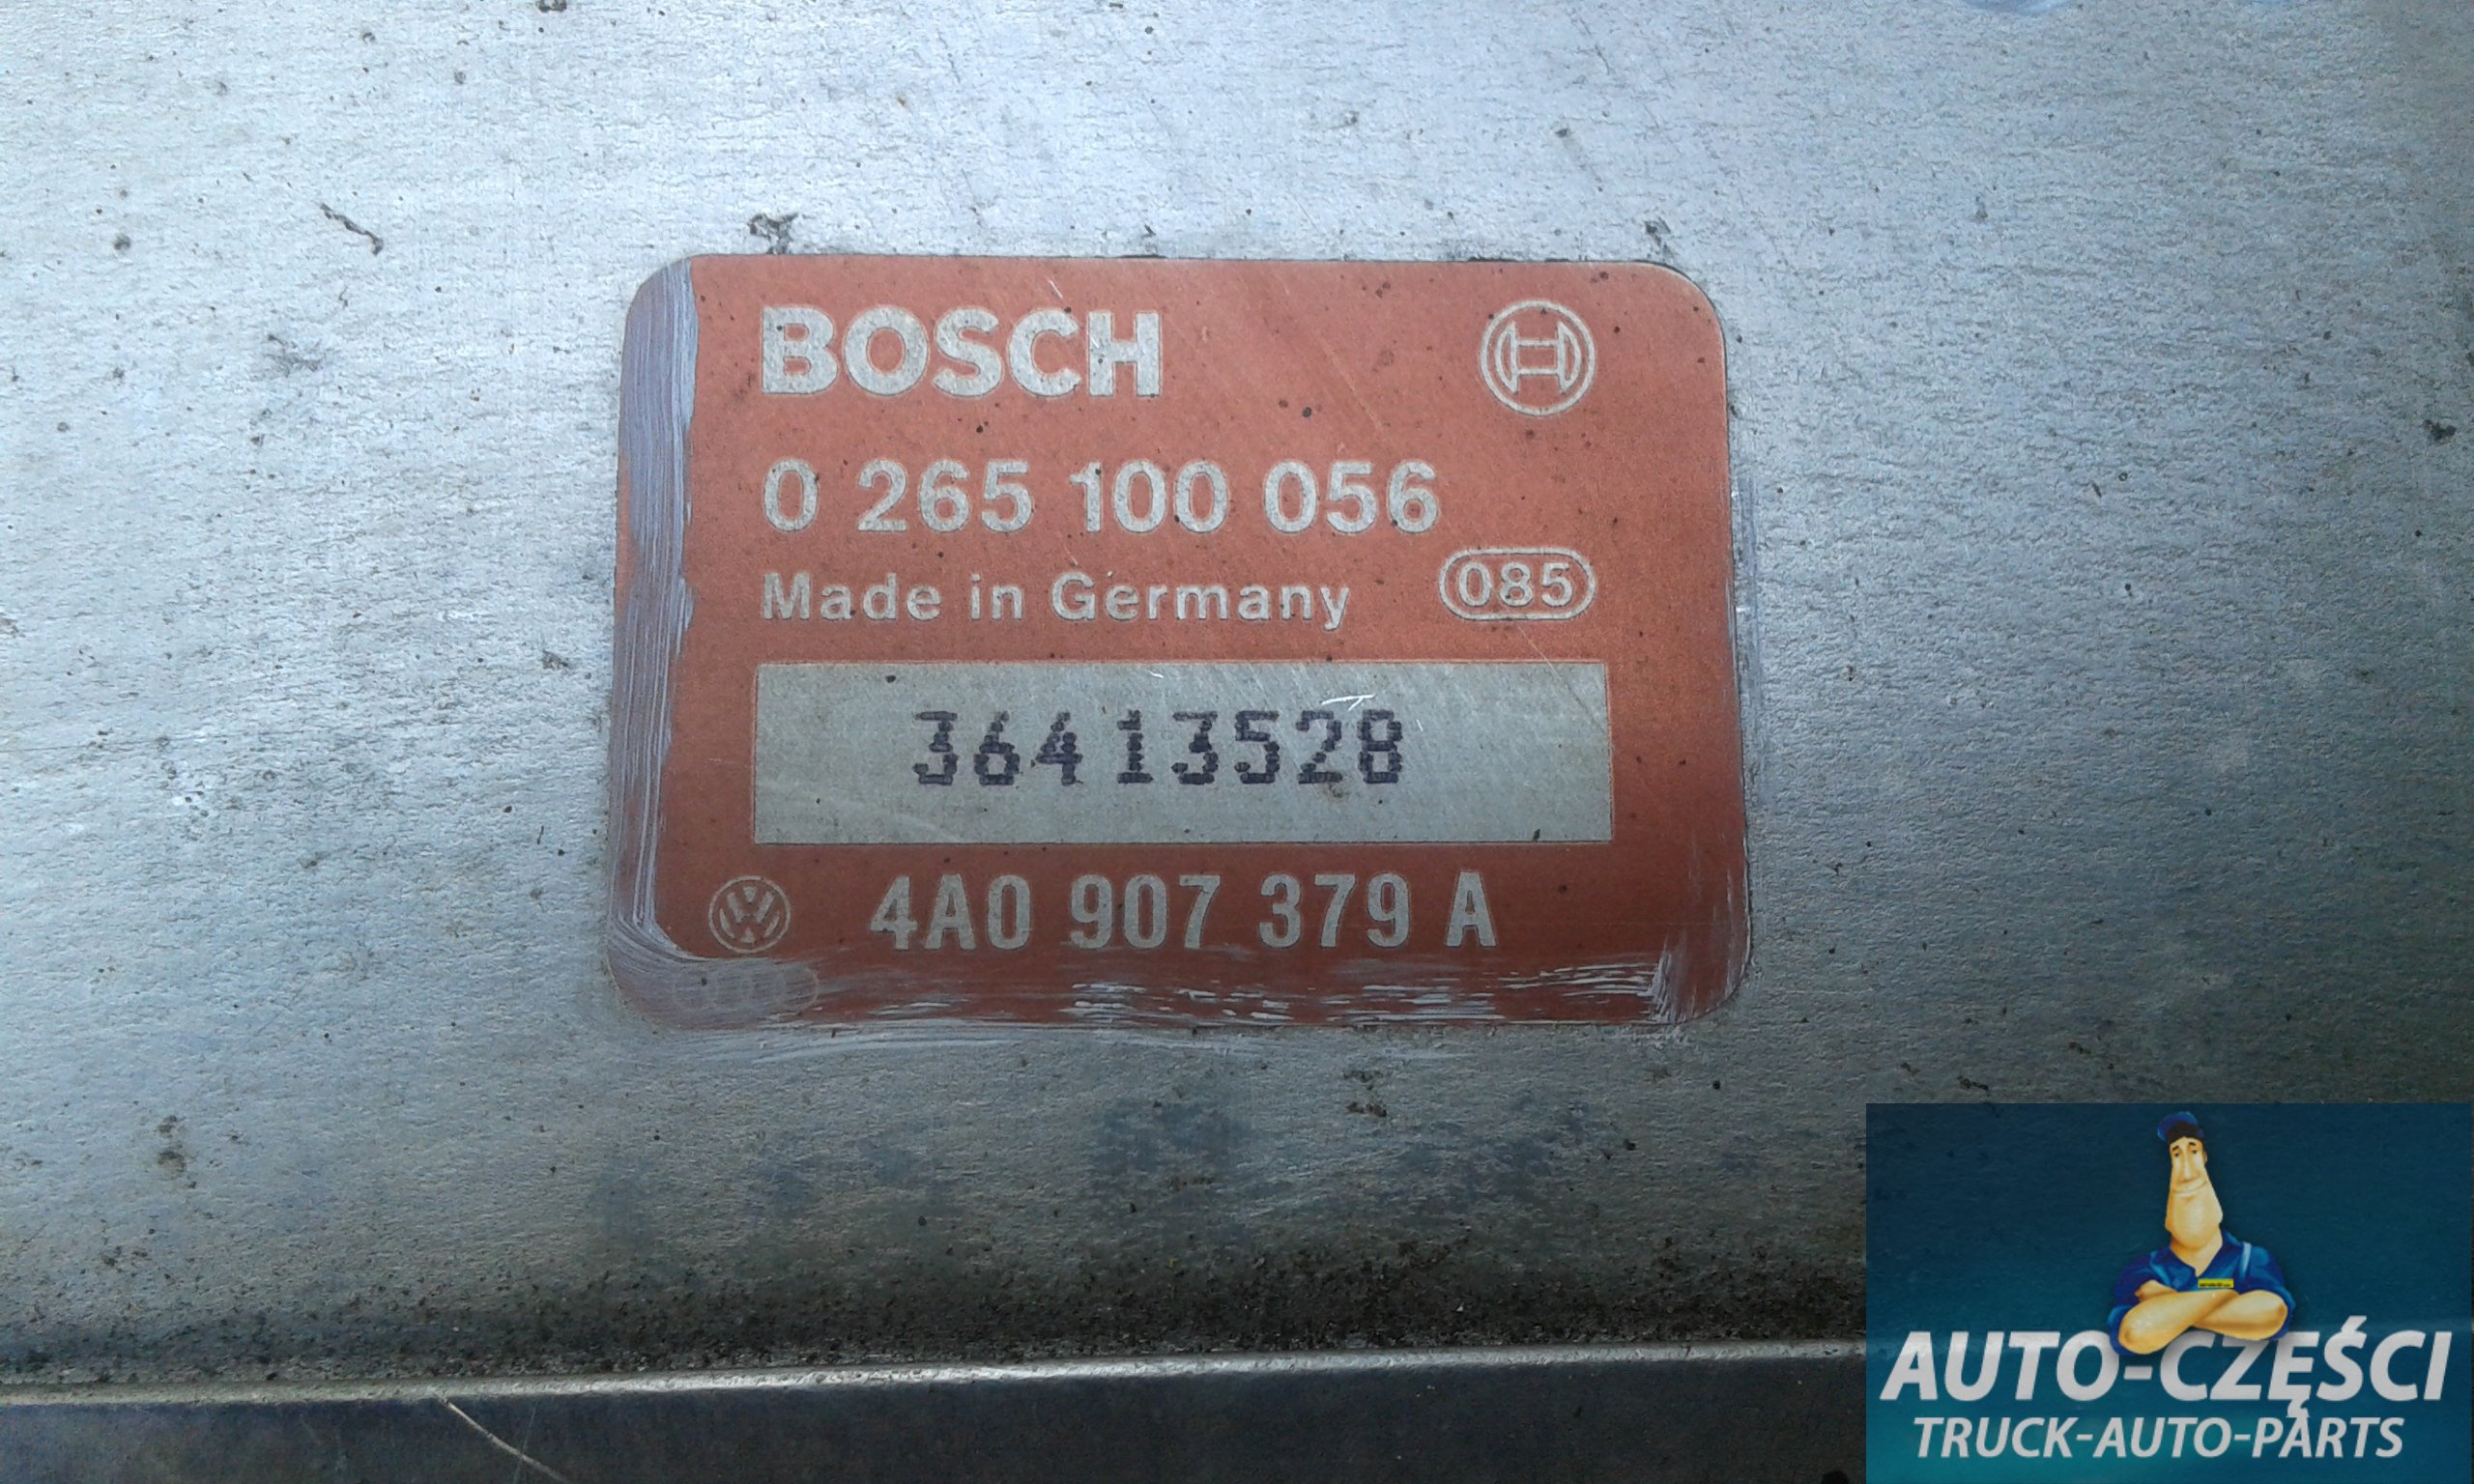 BOSCH
0 265 100 056
Made in Germany
085
36413528
4A0 907 379 A
AUTO-CZĘŚCI
TRUCK-AUTO-PARTS